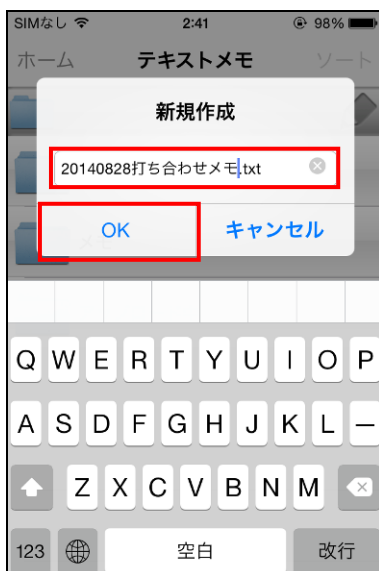 SIMなし 2:41 98%
ホーム テキストメモ ソート
新規作成
20140828打ち合わせメモ.txt
OK キャンセル
Q W E R T Y U I O P
A S D F G H J K L ー
Z X C V B N M
123 空白 改行